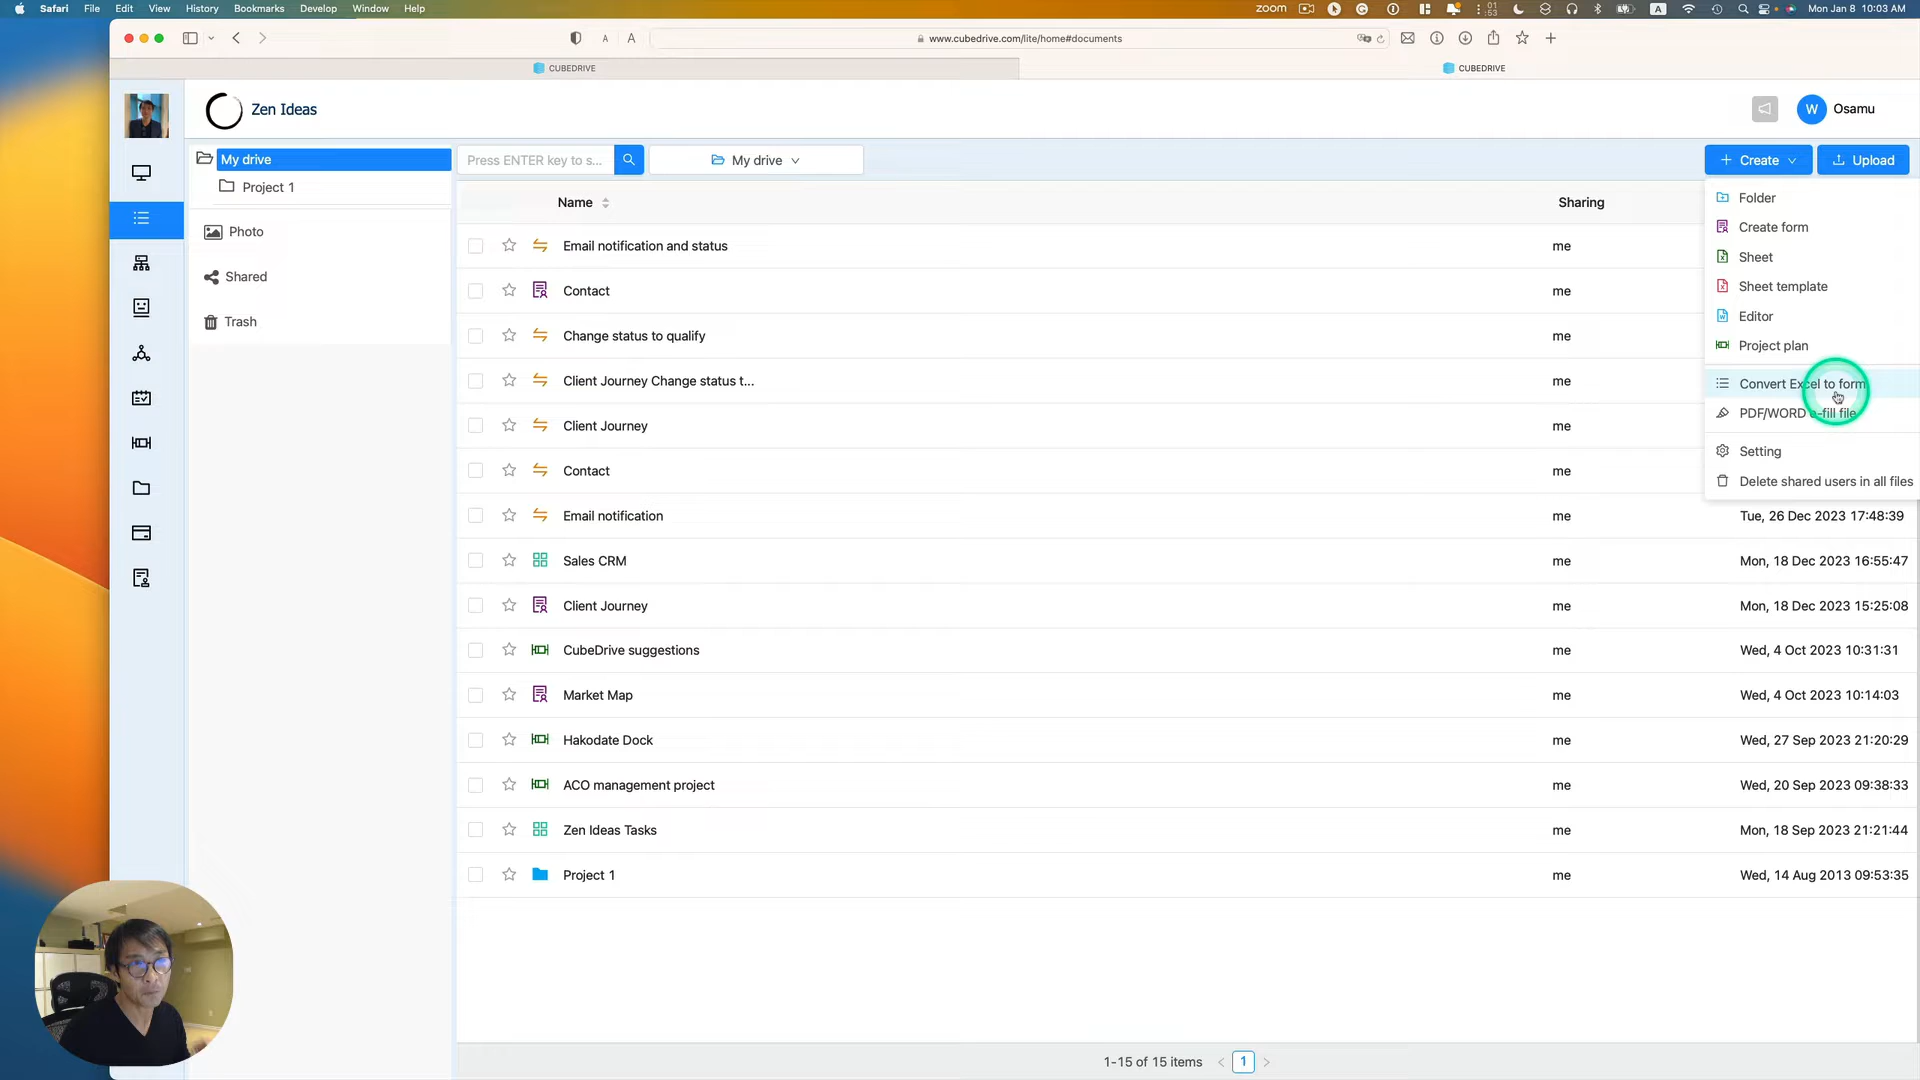 Safari File Edit View History Bookmarks Develop Window Help
zoom 01 :53 A Mon Jan 8 10:03 AM
A A www.cubedrive.com/lite/home#documents
CUBEDRIVE CUBEDRIVE
Zen Ideas W Osamu
My drive Press ENTER key to s... My drive + Create Upload
Project 1
Photo
Shared
Trash
Name Sharing
Email notification and status me
Contact me
Change status to qualify me
Client Journey Change status t... me
Client Journey me
Contact me
Email notification me Tue, 26 Dec 2023 17:48:39
Sales CRM me Mon, 18 Dec 2023 16:55:47
Client Journey me Mon, 18 Dec 2023 15:25:08
CubeDrive suggestions me Wed, 4 Oct 2023 10:31:31
Market Map me Wed, 4 Oct 2023 10:14:03
Hakodate Dock me Wed, 27 Sep 2023 21:20:29
ACO management project me Wed, 20 Sep 2023 09:38:33
Zen Ideas Tasks me Mon, 18 Sep 2023 21:21:44
Project 1 me Wed, 14 Aug 2013 09:53:35
Folder
Create form
Sheet
Sheet template
Editor
Project plan
Convert Excel to form
PDF/WORD e-fill file
Setting
Delete shared users in all files
1-15 of 15 items < 1 >